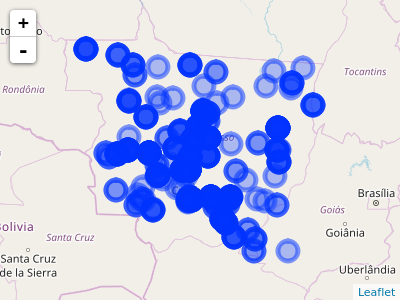 +
-
Rondônia
Tocantins
Brasília
Goiás
Goiânia
Bolivia
Santa Cruz
Santa Cruz
de la Sierra
Uberlândia
Leaflet